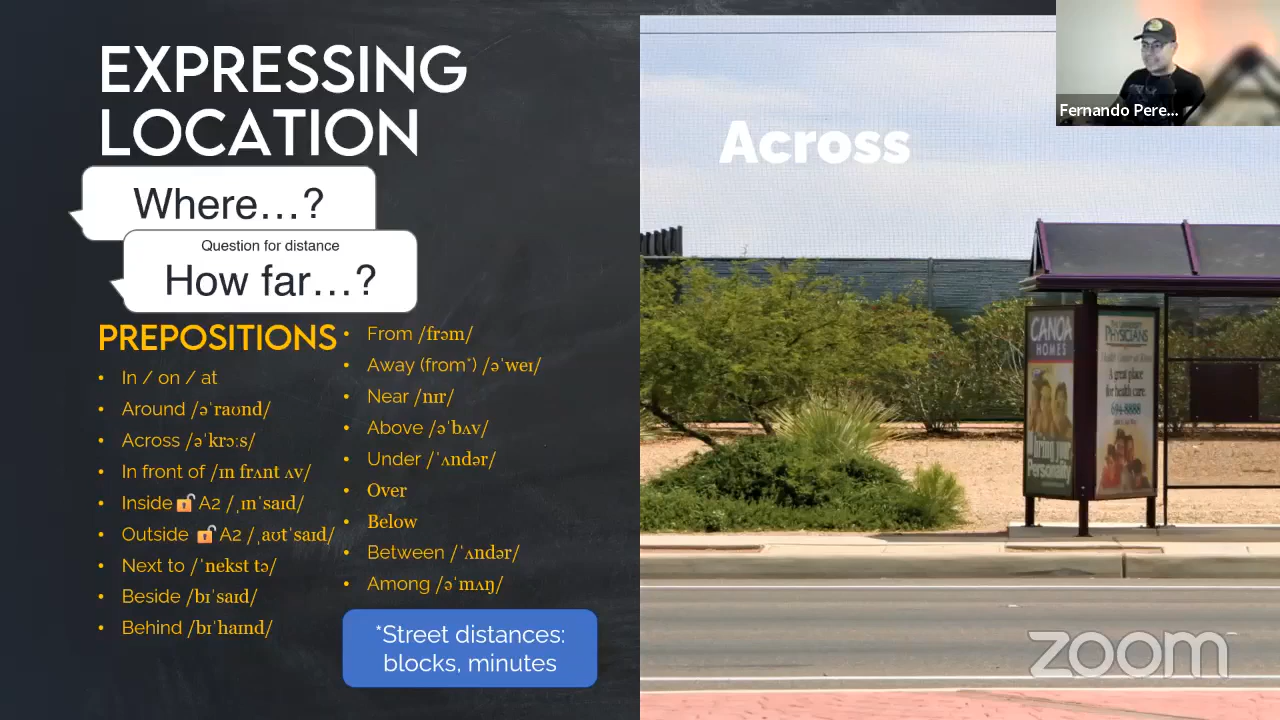 EXPRESSING
LOCATION
Where...?
Question for distance
How far...?
PREPOSITIONS
• In / on / at
• Around /əˈraʊnd/
• Across /əˈkrɔːs/
• In front of /ɪn frʌnt ʌv/
• Inside 🔓 A2 /ˌɪnˈsaɪd/
• Outside 🔓 A2 /ˌaʊtˈsaɪd/
• Next to /ˈnekst tə/
• Beside /bɪˈsaɪd/
• Behind /bɪˈhaɪnd/
• From /frəm/
• Away (from*) /əˈweɪ/
• Near /nɪr/
• Above /əˈbʌv/
• Under /ˈʌndər/
• Over
• Below
• Between /ˈʌndər/
• Among /əˈmʌŋ/
*Street distances:
blocks, minutes
Across
CANOA
HOMES
PHYSICIANS
A great place
for health care.
694-8888
Fernando Pere...
zoom